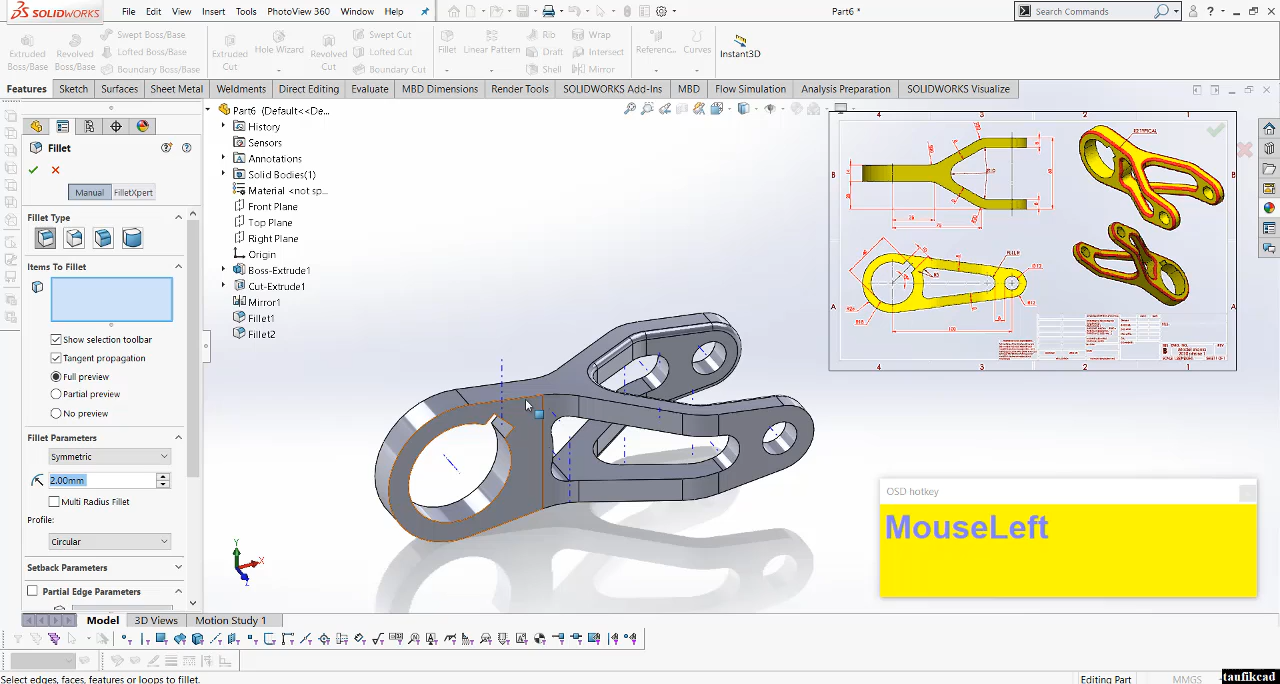 SOLIDWORKS
File
Edit
View
Insert
Tools
PhotoView 360
Window
Help
Part6 *
Search Commands
Extruded
Boss/Base
Revolved
Boss/Base
Swept Boss/Base
Lofted Boss/Base
Boundary Boss/Base
Extruded
Cut
Hole Wizard
Revolved
Cut
Swept Cut
Lofted Cut
Boundary Cut
Fillet
Linear Pattern
Rib
Draft
Shell
Wrap
Intersect
Mirror
Referenc...
Curves
Instant3D
Features
Sketch
Surfaces
Sheet Metal
Weldments
Direct Editing
Evaluate
MBD Dimensions
Render Tools
SOLIDWORKS Add-Ins
MBD
Flow Simulation
Analysis Preparation
SOLIDWORKS Visualize
Fillet
Manual
FilletXpert
Fillet Type
Items To Fillet
Show selection toolbar
Tangent propagation
Full preview
Partial preview
No preview
Fillet Parameters
Symmetric
2.00mm
Multi Radius Fillet
Profile:
Circular
Setback Parameters
Partial Edge Parameters
Part6 (Default<<De...
History
Sensors
Annotations
Solid Bodies(1)
Material <not sp...
Front Plane
Top Plane
Right Plane
Origin
Boss-Extrude1
Cut-Extrude1
Mirror1
Fillet1
Fillet2
4
3
2
1
B
B
A
A
4
3
2
1
OSD hotkey
MouseLeft
Y
X
Z
Model
3D Views
Motion Study 1
Select edges, faces, features or loops to fillet.
Editing Part
MMGS
taufikcad